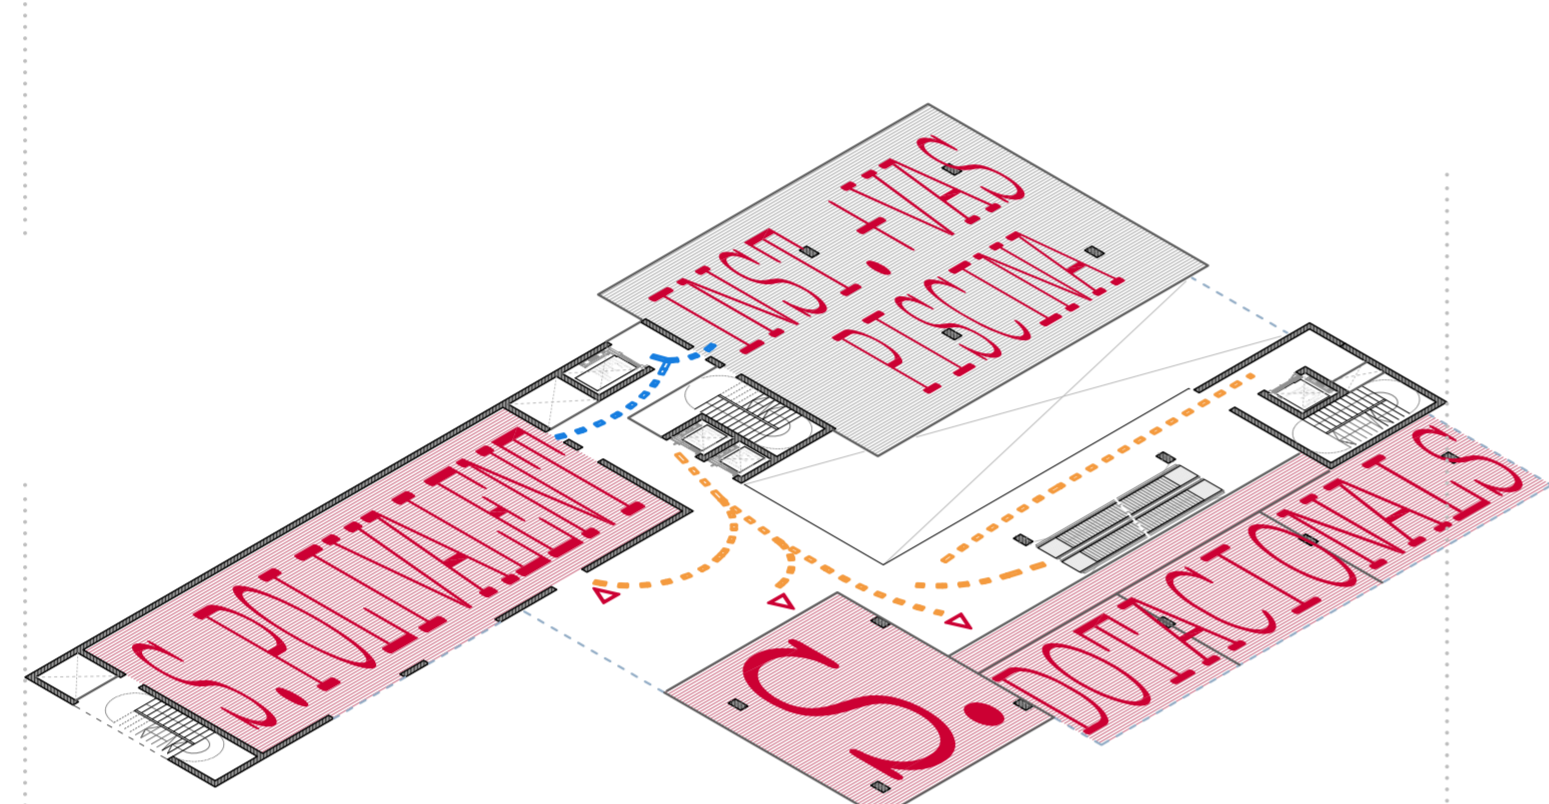 INST.+VAS
PISCINA
S.POLIVALENT
S.
DOTACIONALS